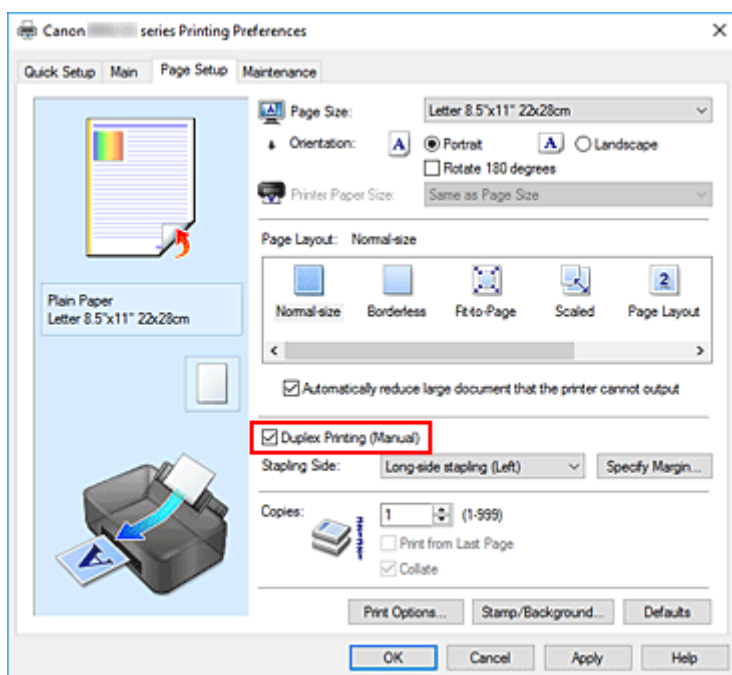 Canon series Printing Preferences
Quick Setup Main Page Setup Maintenance
Page Size: Letter 8.5"x11" 22x28cm
Orientation: A Portrait A Landscape
Rotate 180 degrees
Printer Paper Size: Same as Page Size
Page Layout: Normal-size
Plain Paper
Letter 8.5"x11" 22x28cm
2
Normal-size Borderless Fit-to-Page Scaled Page Layout
Automatically reduce large document that the printer cannot output
Duplex Printing (Manual)
Stapling Side: Long-side stapling (Left) Specify Margin...
Copies: 1 (1-999)
Print from Last Page
Collate
A
Print Options... Stamp/Background... Defaults
OK Cancel Apply Help